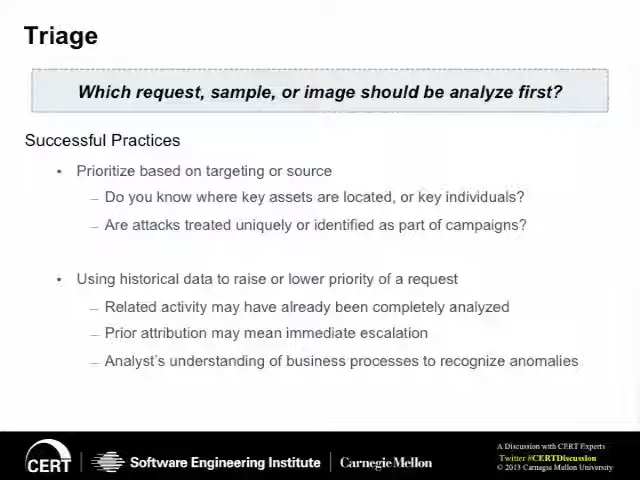 Triage
Which request, sample, or image should be analyze first?
Successful Practices
• Prioritize based on targeting or source
– Do you know where key assets are located, or key individuals?
– Are attacks treated uniquely or identified as part of campaigns?
• Using historical data to raise or lower priority of a request
– Related activity may have already been completely analyzed
– Prior attribution may mean immediate escalation
– Analyst's understanding of business processes to recognize anomalies
CERT
Software Engineering Institute
Carnegie Mellon
A Discussion with CERT Experts
Twitter #CERTDiscussion
© 2013 Carnegie Mellon University